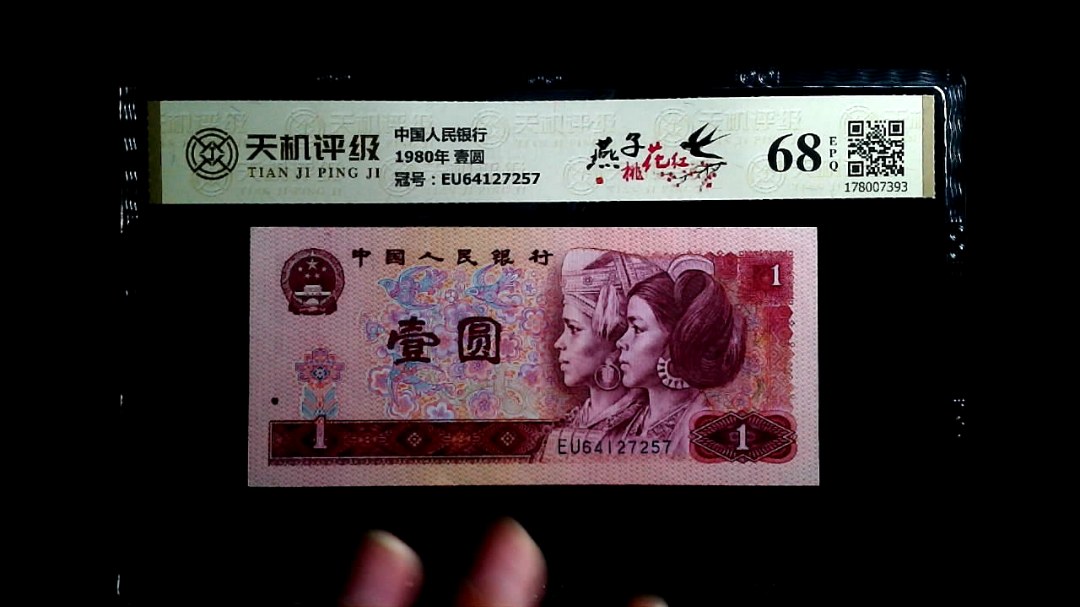 天机评级
TIAN JI PING JI
中国人民银行
1980年 壹圆
冠号：EU64127257
燕子
桃花红
68
EPQ
178007393
中国人民银行
1
壹圆
1
EU64127257
1